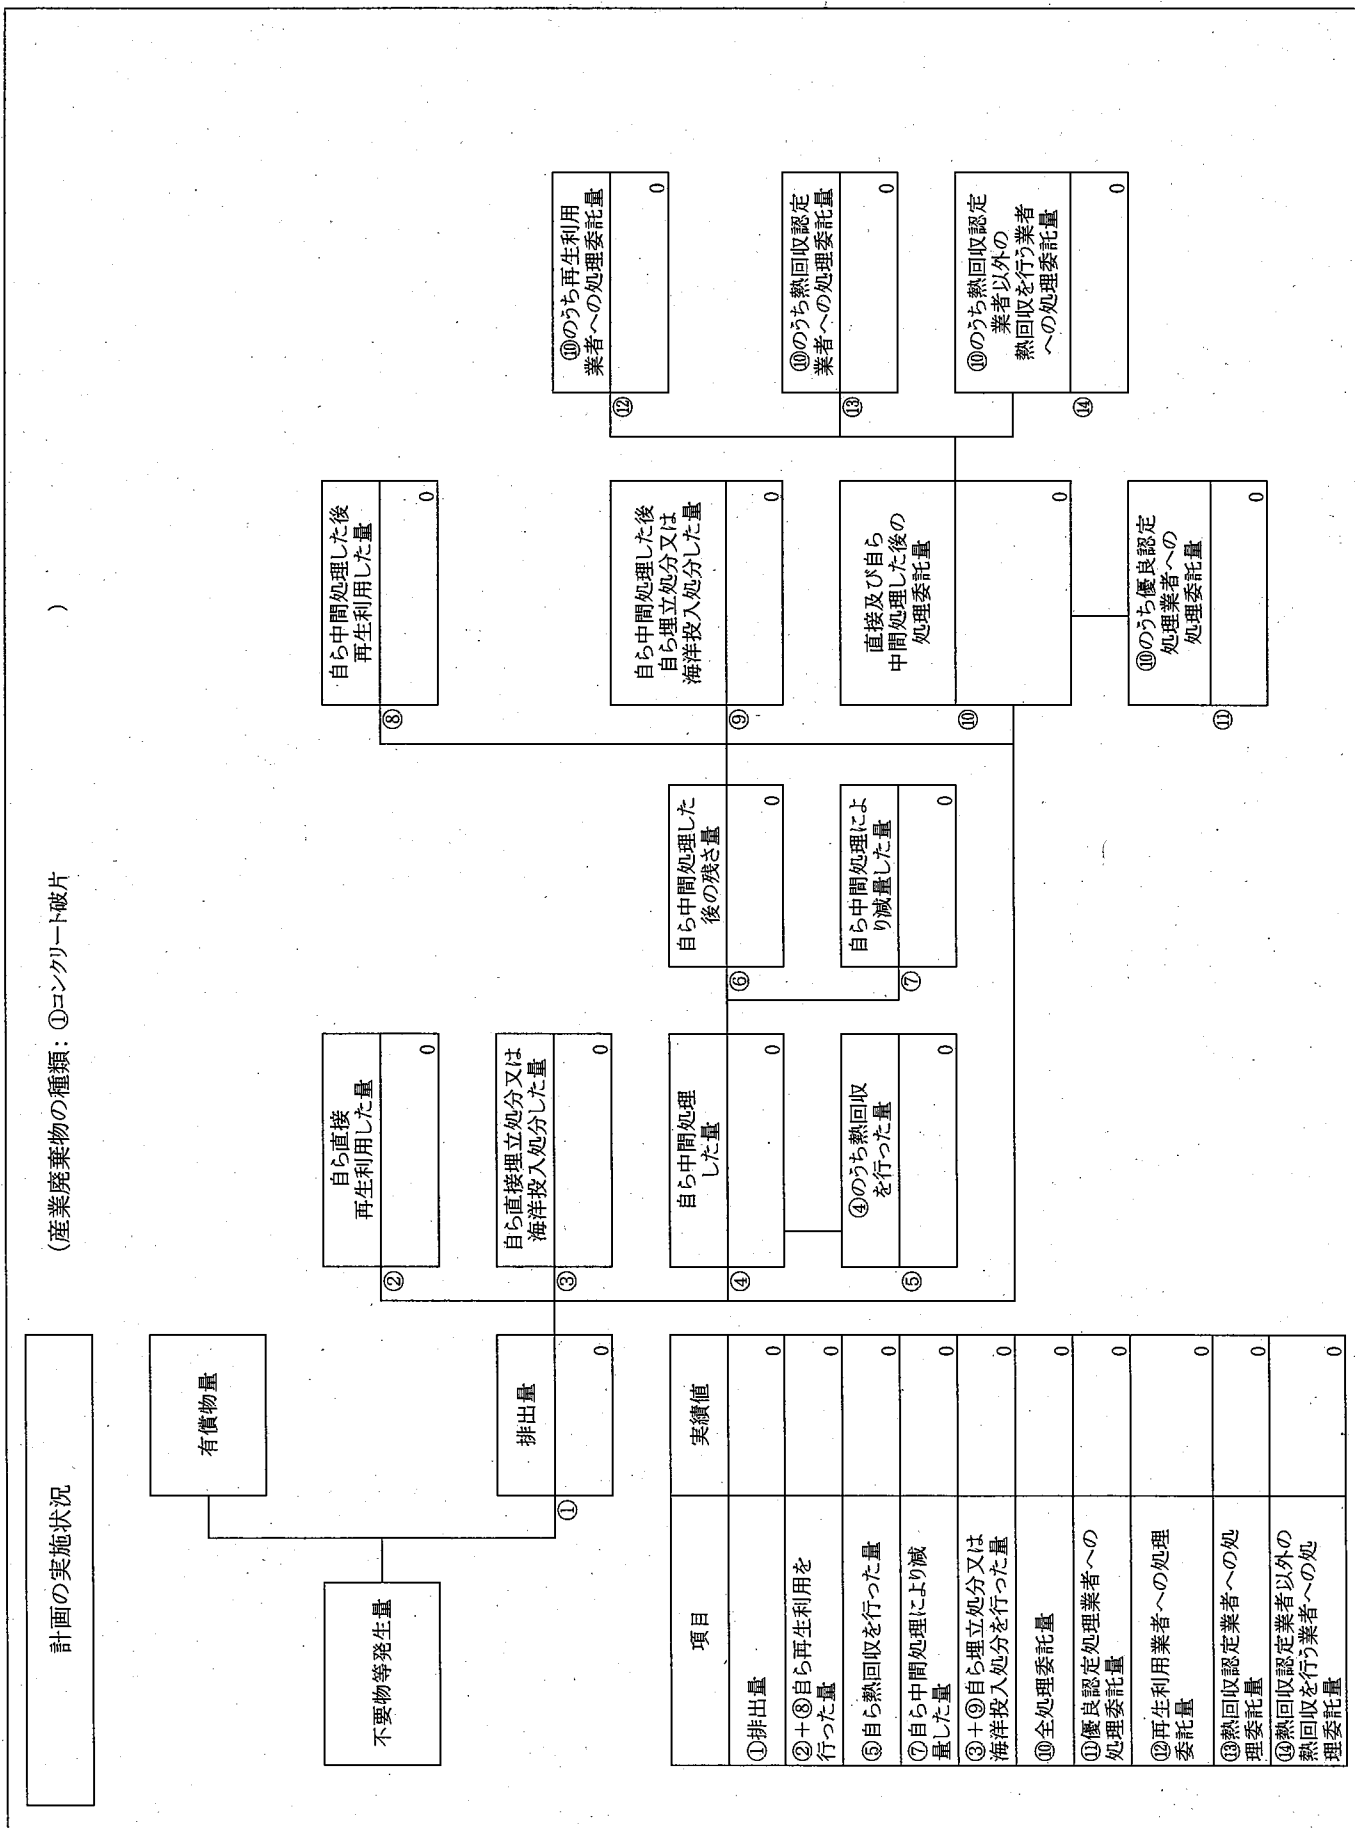 計画の実施状況
(産業廃棄物の種類：①コンクリート破片
)
不要物等発生量
有償物量
①
排出量
0
②
自ら直接
再生利用した量
0
③
自ら直接埋立処分又は
海洋投入処分した量
0
④
自ら中間処理
した量
0
⑤
④のうち熱回収
を行った量
0
⑥
自ら中間処理した
後の残さ量
0
⑦
自ら中間処理によ
り減量した量
0
⑧
自ら中間処理した後
再生利用した量
0
⑨
自ら中間処理した後
自ら埋立処分又は
海洋投入処分した量
0
⑩
直接及び自ら
中間処理した後の
処理委託量
0
⑪
⑩のうち優良認定
処理業者への
処理委託量
0
⑫
⑩のうち再生利用
業者への処理委託量
0
⑬
⑩のうち熱回収認定
業者への処理委託量
0
⑭
⑩のうち熱回収認定
業者以外の
熱回収を行う業者
への処理委託量
0
項目 実績値
①排出量 0
②+⑧自ら再生利用を
行った量 0
⑤自ら熱回収を行った量 0
⑦自ら中間処理により減
量した量 0
③+⑨自ら埋立処分又は
海洋投入処分を行った量 0
⑩全処理委託量 0
⑪優良認定処理業者への
処理委託量 0
⑫再生利用業者への処理
委託量 0
⑬熱回収認定業者への処
理委託量 0
⑭熱回収認定業者以外の
熱回収を行う業者への処
理委託量 0